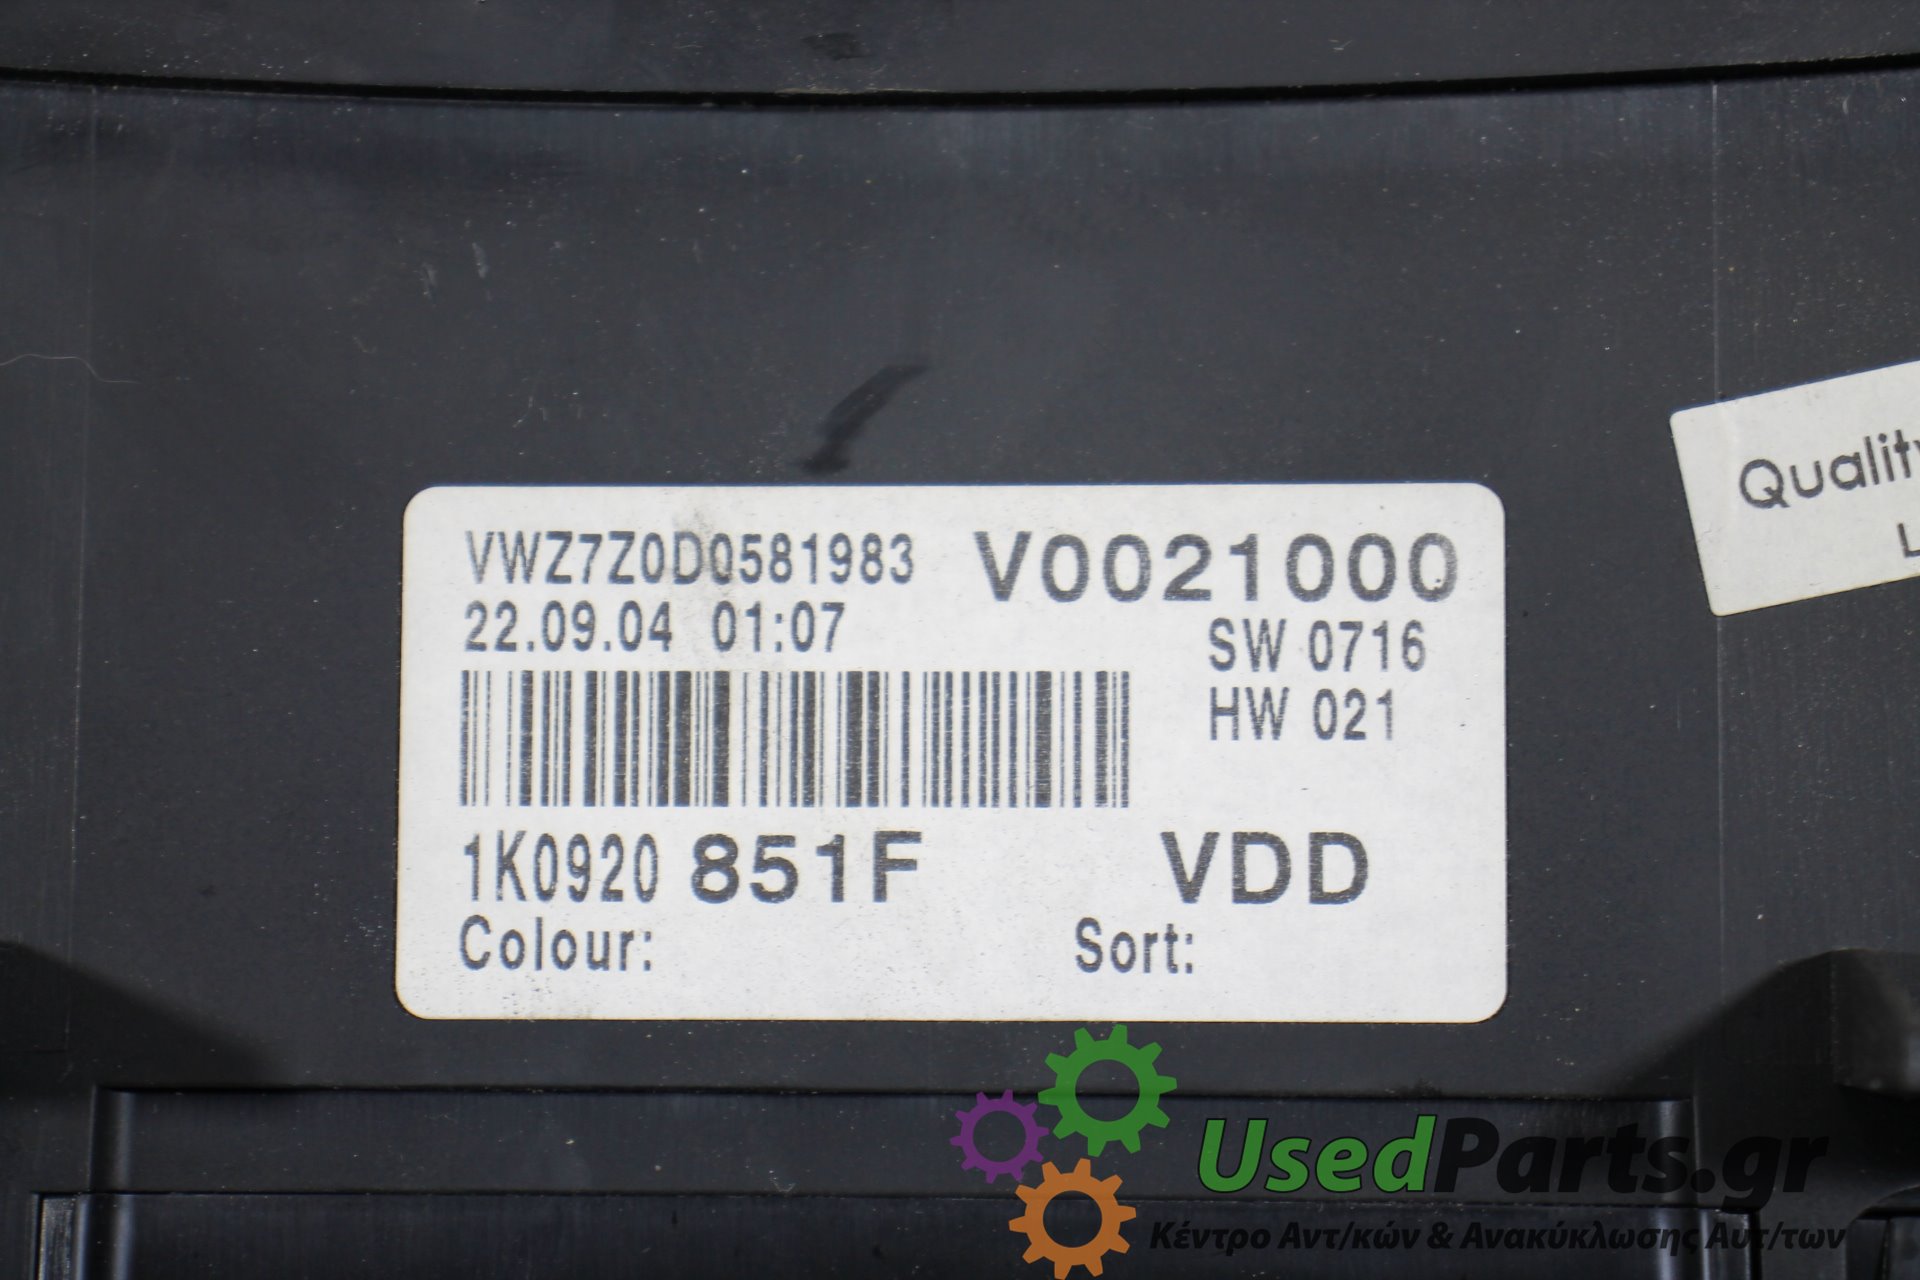 VWZ7Z0D0581983 V0021000
22.09.04 01:07 SW 0716
HW 021
1K0920 851F VDD
Colour: Sort:
Quality
UsedParts.gr
Κέντρο Αντ/κών & Ανακύκλωσης Αυτ/των